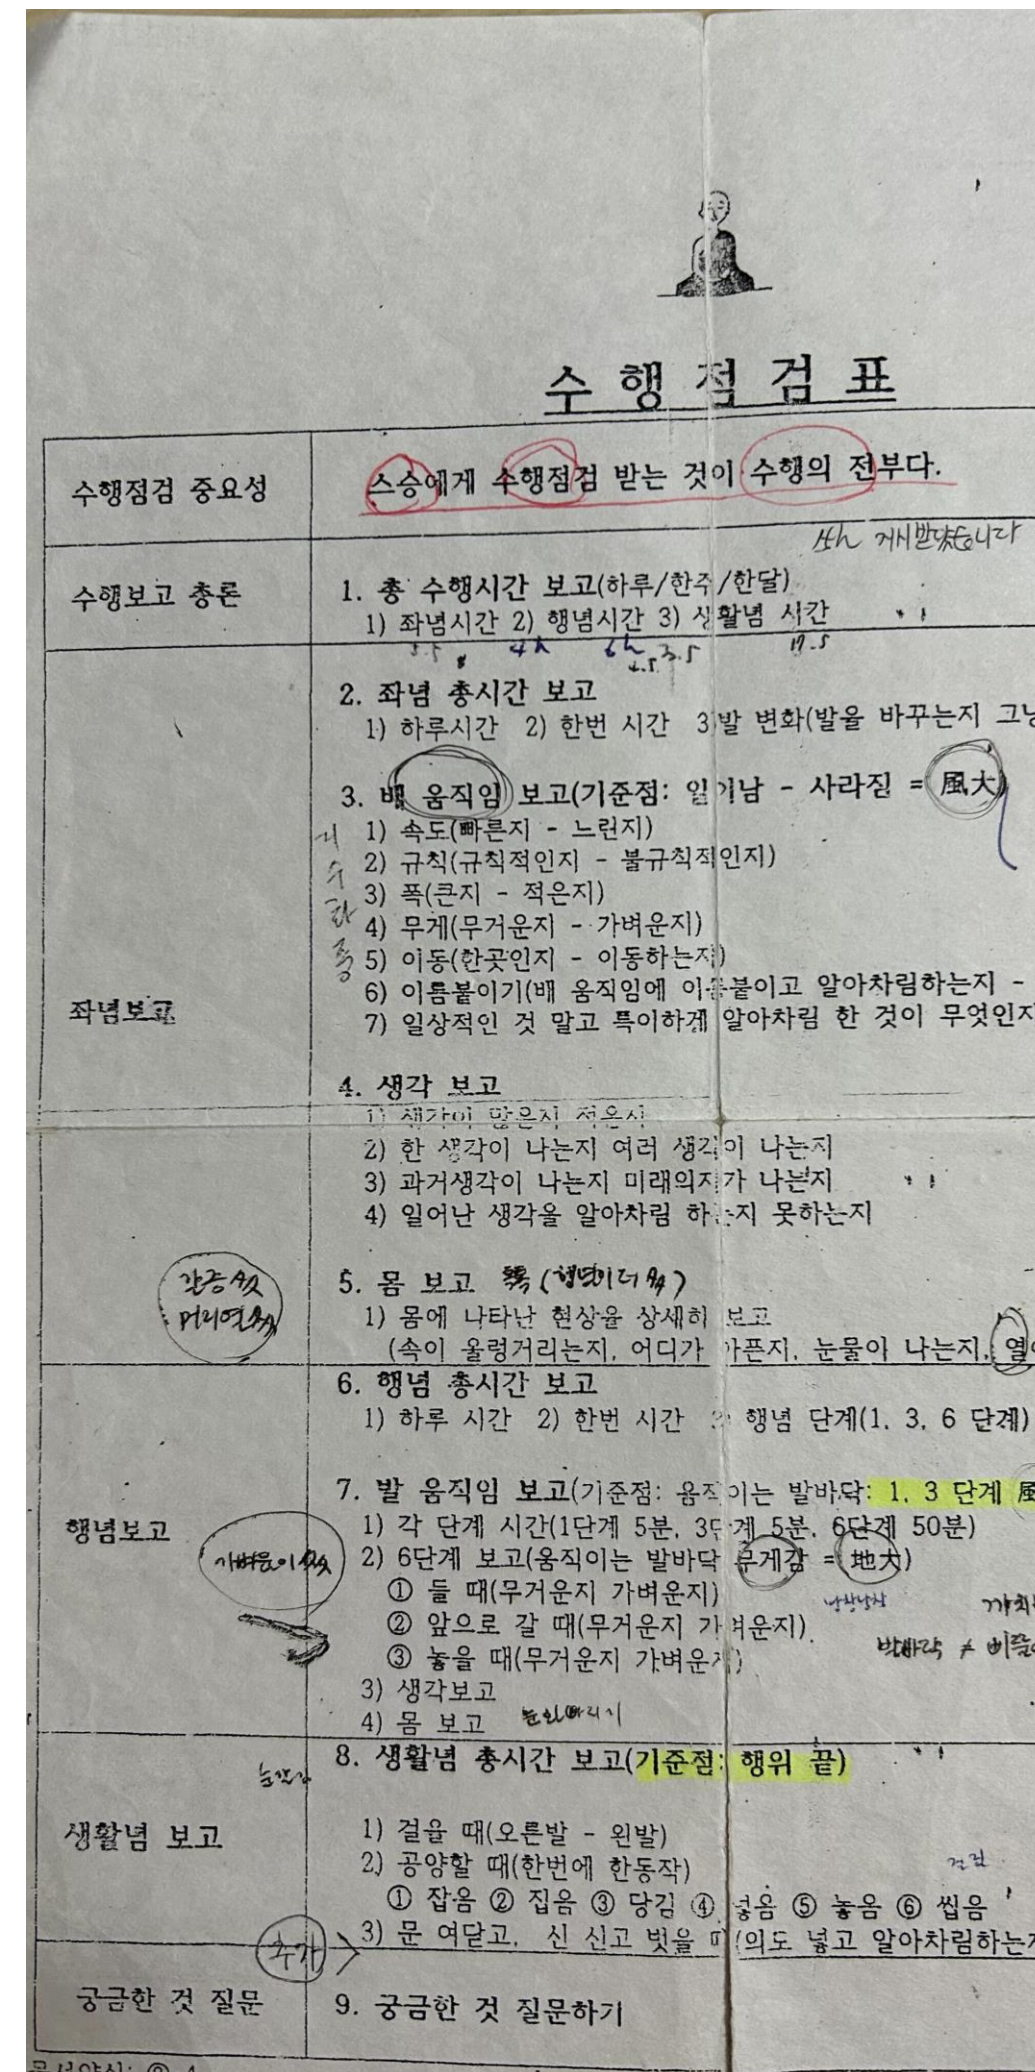 수행점검표
수행점검 중요성
스승에게 수행점검 받는 것이 수행의 전부다.
수행보고 총론
1. 총 수행시간 보고(하루/한주/한달)
1) 좌념시간 2) 행념시간 3) 생활념 시간
4h 6h 4.5 3.5 17.5
2. 좌념 총시간 보고
1) 하루시간 2) 한번 시간 3)발 변화(발을 바꾸는지 그냥
3. 배 움직임 보고(기준점: 일어남 - 사라짐 = 風大)
1) 속도(빠른지 - 느린지)
2) 규칙(규칙적인지 - 불규칙적인지)
3) 폭(큰지 - 적은지)
4) 무게(무거운지 - 가벼운지)
5) 이동(한곳인지 - 이동하는지)
6) 이름붙이기(배 움직임에 이름붙이고 알아차림하는지 -
7) 일상적인 것 말고 특이하게 알아차림 한 것이 무엇인지
좌념보고
4. 생각 보고
1) 생각이 많은지 적은지
2) 한 생각이 나는지 여러 생각이 나는지
3) 과거생각이 나는지 미래의지가 나는지
4) 일어난 생각을 알아차림 하는지 못하는지
5. 몸 보고
1) 몸에 나타난 현상을 상세히 보고
(속이 울렁거리는지, 어디가 아픈지, 눈물이 나는지, 열이
6. 행념 총시간 보고
1) 하루 시간 2) 한번 시간 3) 행념 단계(1, 3, 6 단계)
7. 발 움직임 보고(기준점: 움직이는 발바닥: 1, 3 단계 風
행념보고
1) 각 단계 시간(1단계 5분, 3단계 5분, 6단계 50분)
2) 6단계 보고(움직이는 발바닥 무게감 = 地大)
① 들 때(무거운지 가벼운지)
② 앞으로 갈 때(무거운지 가벼운지)
③ 놓을 때(무거운지 가벼운지)
3) 생각보고
4) 몸 보고
8. 생활념 총시간 보고(기준점: 행위 끝)
생활념 보고
1) 걸을 때(오른발 - 왼발)
2) 공양할 때(한번에 한동작)
① 잡음 ② 집음 ③ 당김 ④ 넣음 ⑤ 놓음 ⑥ 씹음
추가
3) 문 여닫고, 신 신고 벗을 때(의도 넣고 알아차림하는지
궁금한 것 질문
9. 궁금한 것 질문하기